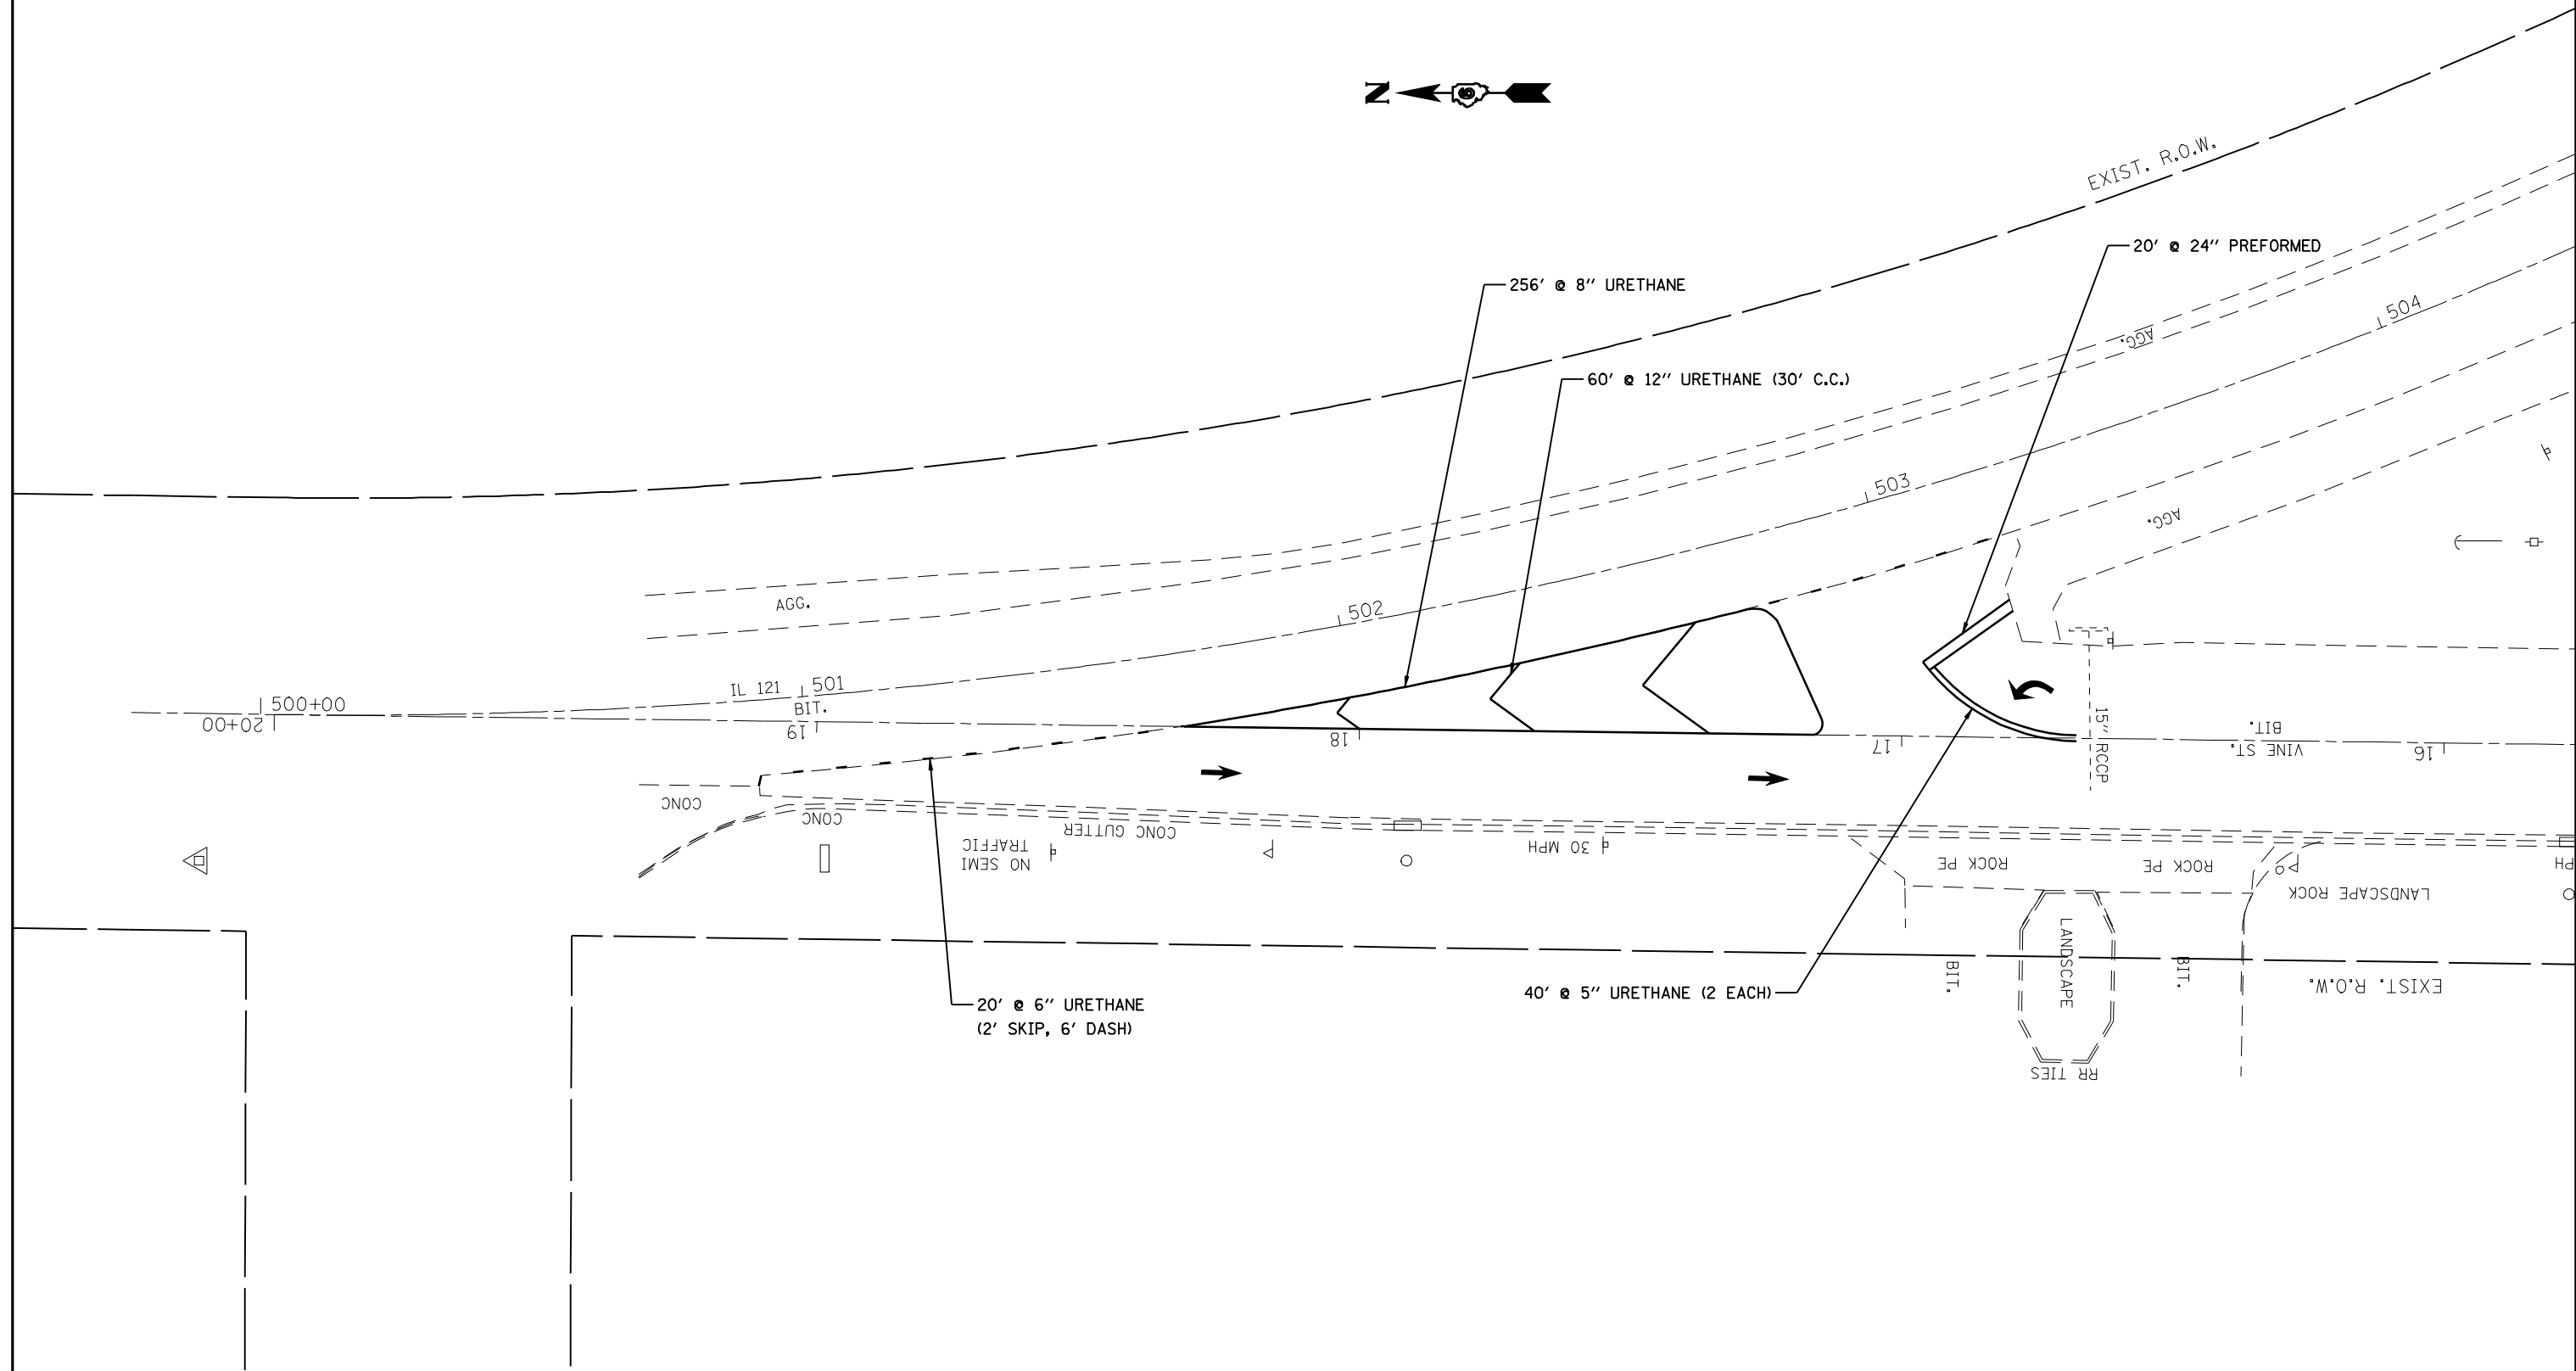 N
6
EXIST. R.O.W.
20' @ 24" PREFORMED
256' @ 8" URETHANE
504
AGG.
60' @ 12" URETHANE (30' C.C.)
503
AGG.
AGG.
502
IL 121
501
500+00
BIT.
20+00
19
18
17
16
15" RCCP
BIT.
VINE ST.
CONC
CONC
CONC GUTTER
NO SEMI
TRAFFIC
30 MPH
ROCK PE
ROCK PE
PH
LANDSCAPE ROCK
LANDSCAPE
BIT.
BIT.
EXIST. R.O.W.
20' @ 6" URETHANE
(2' SKIP, 6' DASH)
40' @ 5" URETHANE (2 EACH)
RR TIES